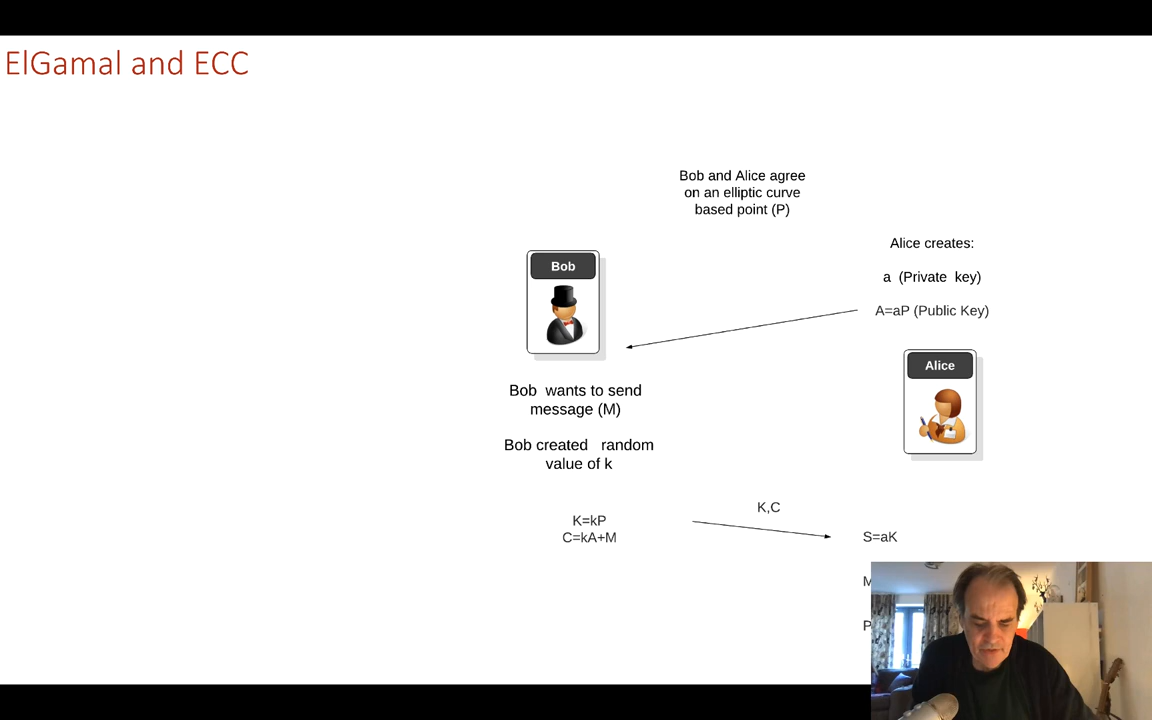 ElGamal and ECC
Bob and Alice agree
on an elliptic curve
based point (P)
Alice creates:
a (Private key)
A=aP (Public Key)
Bob
Alice
Bob wants to send
message (M)
Bob created random
value of k
K,C
K=kP
C=kA+M
S=aK
M
P